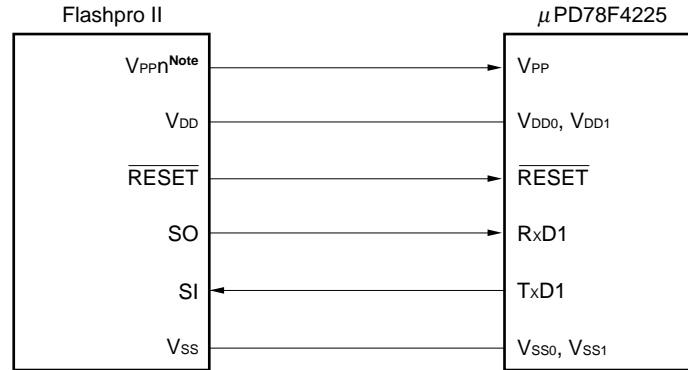 Flashpro II μPD78F4225
VPPnNote VPP
VDD VDD0, VDD1
RESET RESET
SO RxD1
SI TxD1
VSS VSS0, VSS1